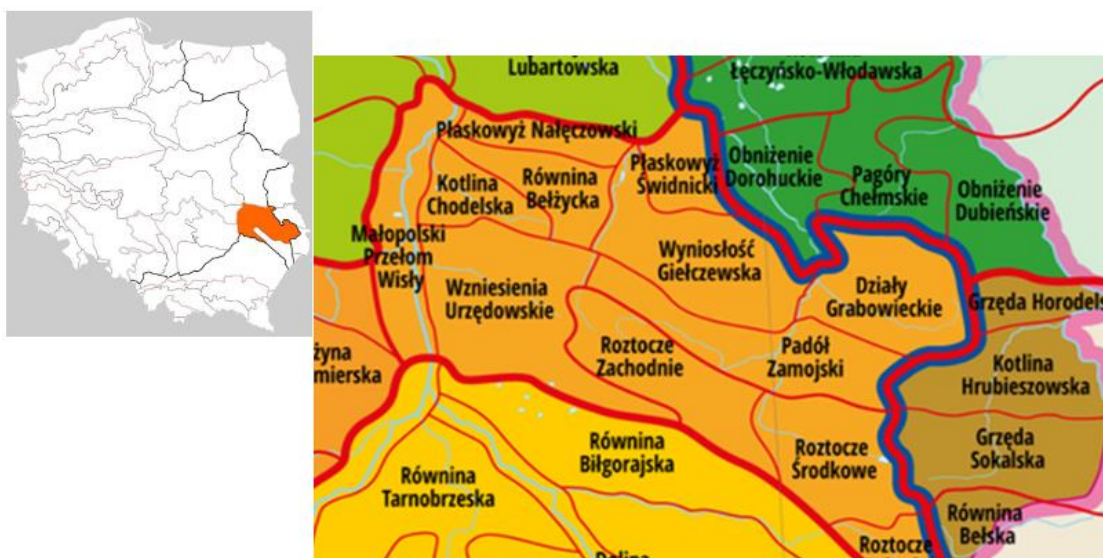 Lubartowska
Łęczyńsko-Włodawska
Płaskowyż Nałęczowski
Płaskowyż
Świdnicki
Obniżenie
Dorohuckie
Pagóry
Chełmskie
Obniżenie
Dubieńskie
Kotlina
Chodelska
Równina
Bełżycka
Małopolski
Przełom
Wisły
Wyniosłość
Giełczewska
Wzniesienia
Urzędowskie
Działy
Grabowieckie
Grzęda Horodels
żyna
mierska
Roztocze
Zachodnie
Padół
Zamojski
Kotlina
Hrubieszowska
Równina
Biłgorajska
Równina
Tarnobrzeska
Roztocze
Środkowe
Grzęda
Sokalska
Równina
Bełska
Roztocze
Dolina